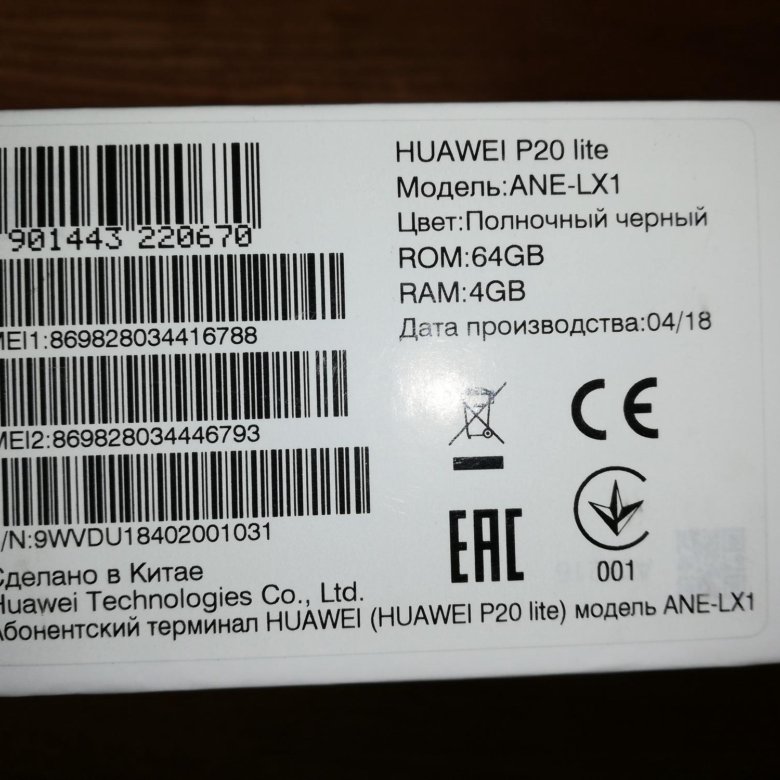 HUAWEI P20 lite
Модель:ANE-LX1
Цвет:Полночный черный
ROM:64GB
RAM:4GB
Дата производства:04/18
901443 220670
MEI1:869828034416788
MEI2:869828034446793
/N:9WVDU18402001031
CE
EAC
001
Сделано в Китае
Huawei Technologies Co., Ltd.
Абонентский терминал HUAWEI (HUAWEI P20 lite) модель ANE-LX1